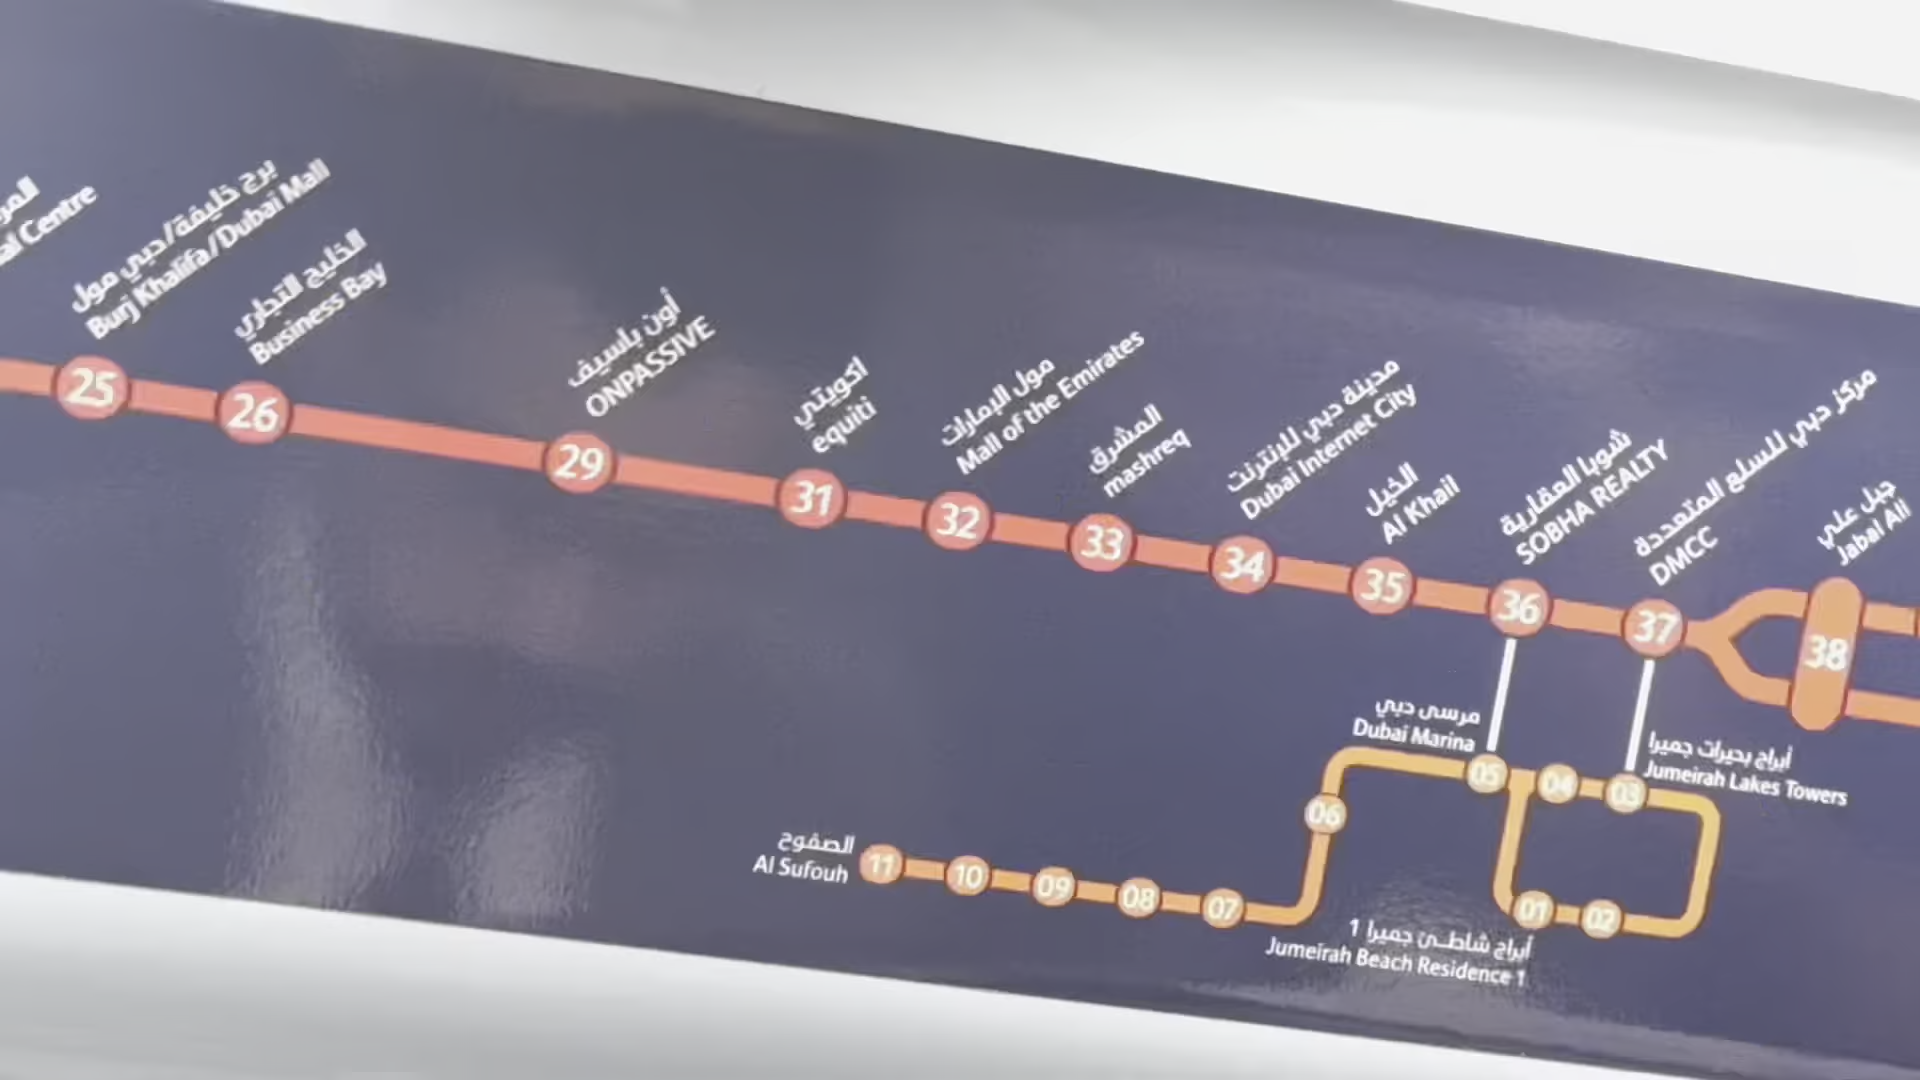 Centre
برج خليفة/دبي مول
Burj Khalifa/Dubai Mall
الخليج التجاري
Business Bay
أون باسيف
ONPASSIVE
اكويتي
equiti
مول الإمارات
Mall of the Emirates
المشرق
mashreq
مدينة دبي للإنترنت
Dubai Internet City
الخيل
Al Khail
شوبا العقارية
SOBHA REALTY
مركز دبي للسلع المتعددة
DMCC
جبل علي
Jabal Ali
25
26
29
31
32
33
34
35
36
37
38
مرسى دبي
Dubai Marina
أبراج بحيرات جميرا
Jumeirah Lakes Towers
05
04
03
06
الصفوح
Al Sufouh
11
10
09
08
07
01
02
أبراج شاطئ جميرا 1
Jumeirah Beach Residence 1